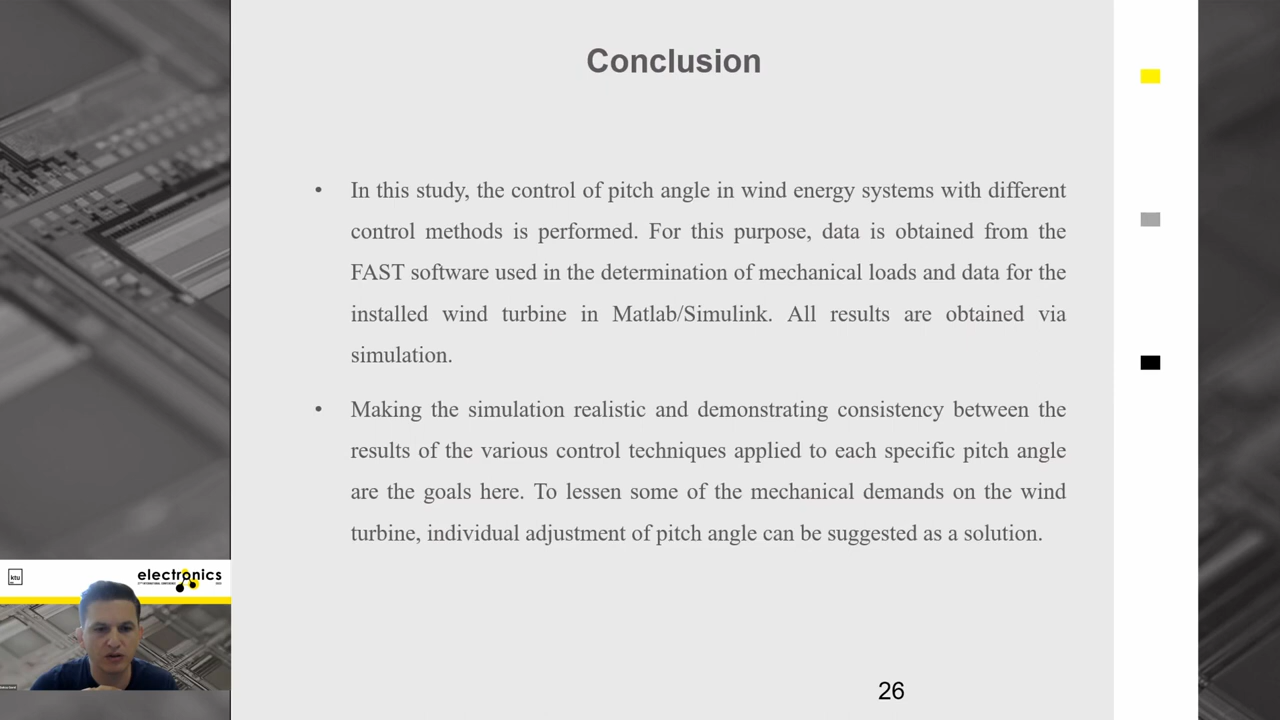 Conclusion
• In this study, the control of pitch angle in wind energy systems with different
control methods is performed. For this purpose, data is obtained from the
FAST software used in the determination of mechanical loads and data for the
installed wind turbine in Matlab/Simulink. All results are obtained via
simulation.
• Making the simulation realistic and demonstrating consistency between the
results of the various control techniques applied to each specific pitch angle
are the goals here. To lessen some of the mechanical demands on the wind
turbine, individual adjustment of pitch angle can be suggested as a solution.
ktu
electronics
INTERNATIONAL CONFERENCE
26